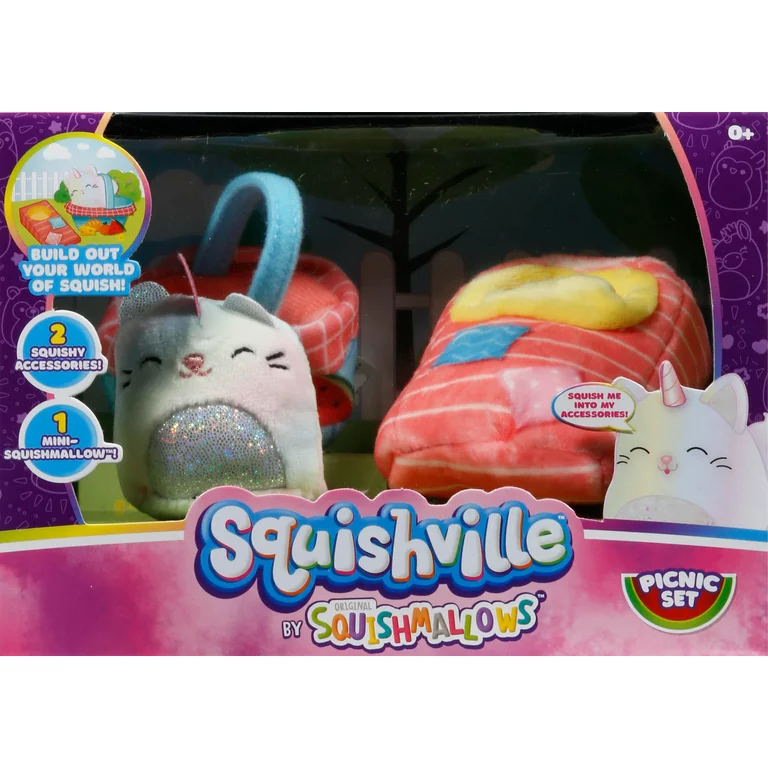 0+
BUILD OUT
YOUR WORLD
OF SQUISH!
2
SQUISHY
ACCESSORIES!
1
MINI-
SQUISHMALLOW™!
SQUISH ME
INTO MY
ACCESSORIES!
Squishville™
BY ORIGINAL SQUISHMALLOWS™
PICNIC
SET